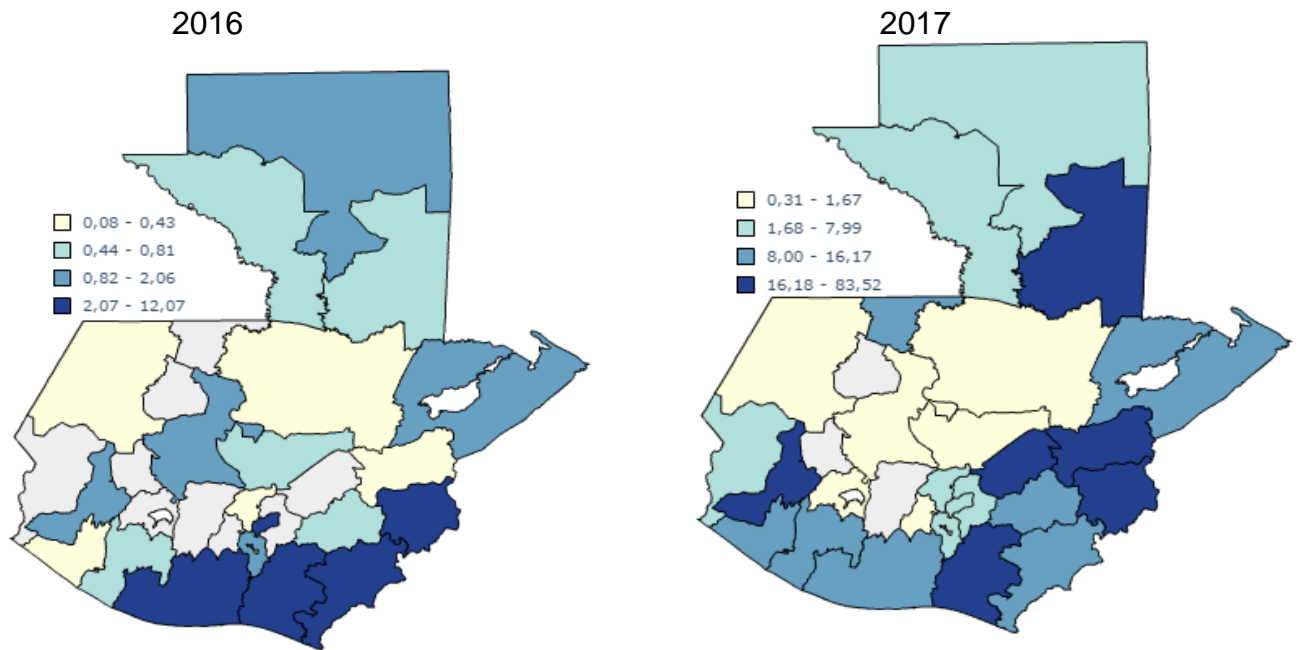 2016
2017
0,08 - 0,43
0,44 - 0,81
0,82 - 2,06
2,07 - 12,07
0,31 - 1,67
1,68 - 7,99
8,00 - 16,17
16,18 - 83,52